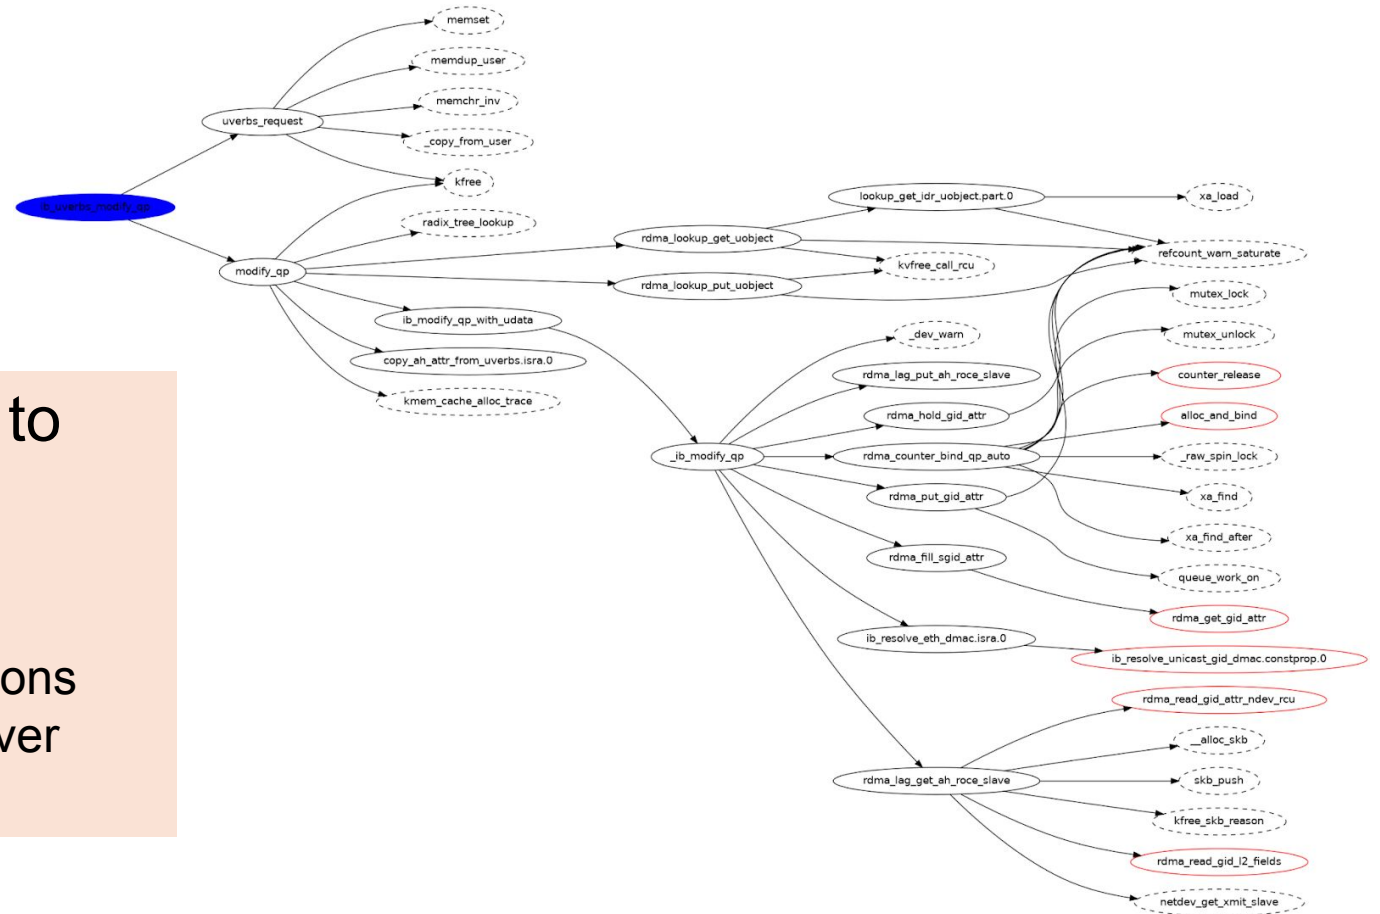 memset
memdup_user
memchr_inv
uverbs_request
_copy_from_user
kfree
ib_uverbs_modify_qp
lookup_get_idr_uobject.part.0
xa_load
radix_tree_lookup
rdma_lookup_get_uobject
refcount_warn_saturate
modify_qp
kvfree_call_rcu
rdma_lookup_put_uobject
mutex_lock
ib_modify_qp_with_udata
_dev_warn
mutex_unlock
copy_ah_attr_from_uverbs.isra.0
rdma_lag_put_ah_roce_slave
counter_release
kmem_cache_alloc_trace
rdma_hold_gid_attr
alloc_and_bind
to
_ib_modify_qp
rdma_counter_bind_qp_auto
_raw_spin_lock
rdma_put_gid_attr
xa_find
xa_find_after
rdma_fill_sgid_attr
queue_work_on
rdma_get_gid_attr
ib_resolve_eth_dmac.isra.0
ib_resolve_unicast_gid_dmac.constprop.0
ons
rdma_read_gid_attr_ndev_rcu
ver
__alloc_skb
rdma_lag_get_ah_roce_slave
skb_push
kfree_skb_reason
rdma_read_gid_l2_fields
netdev_get_xmit_slave